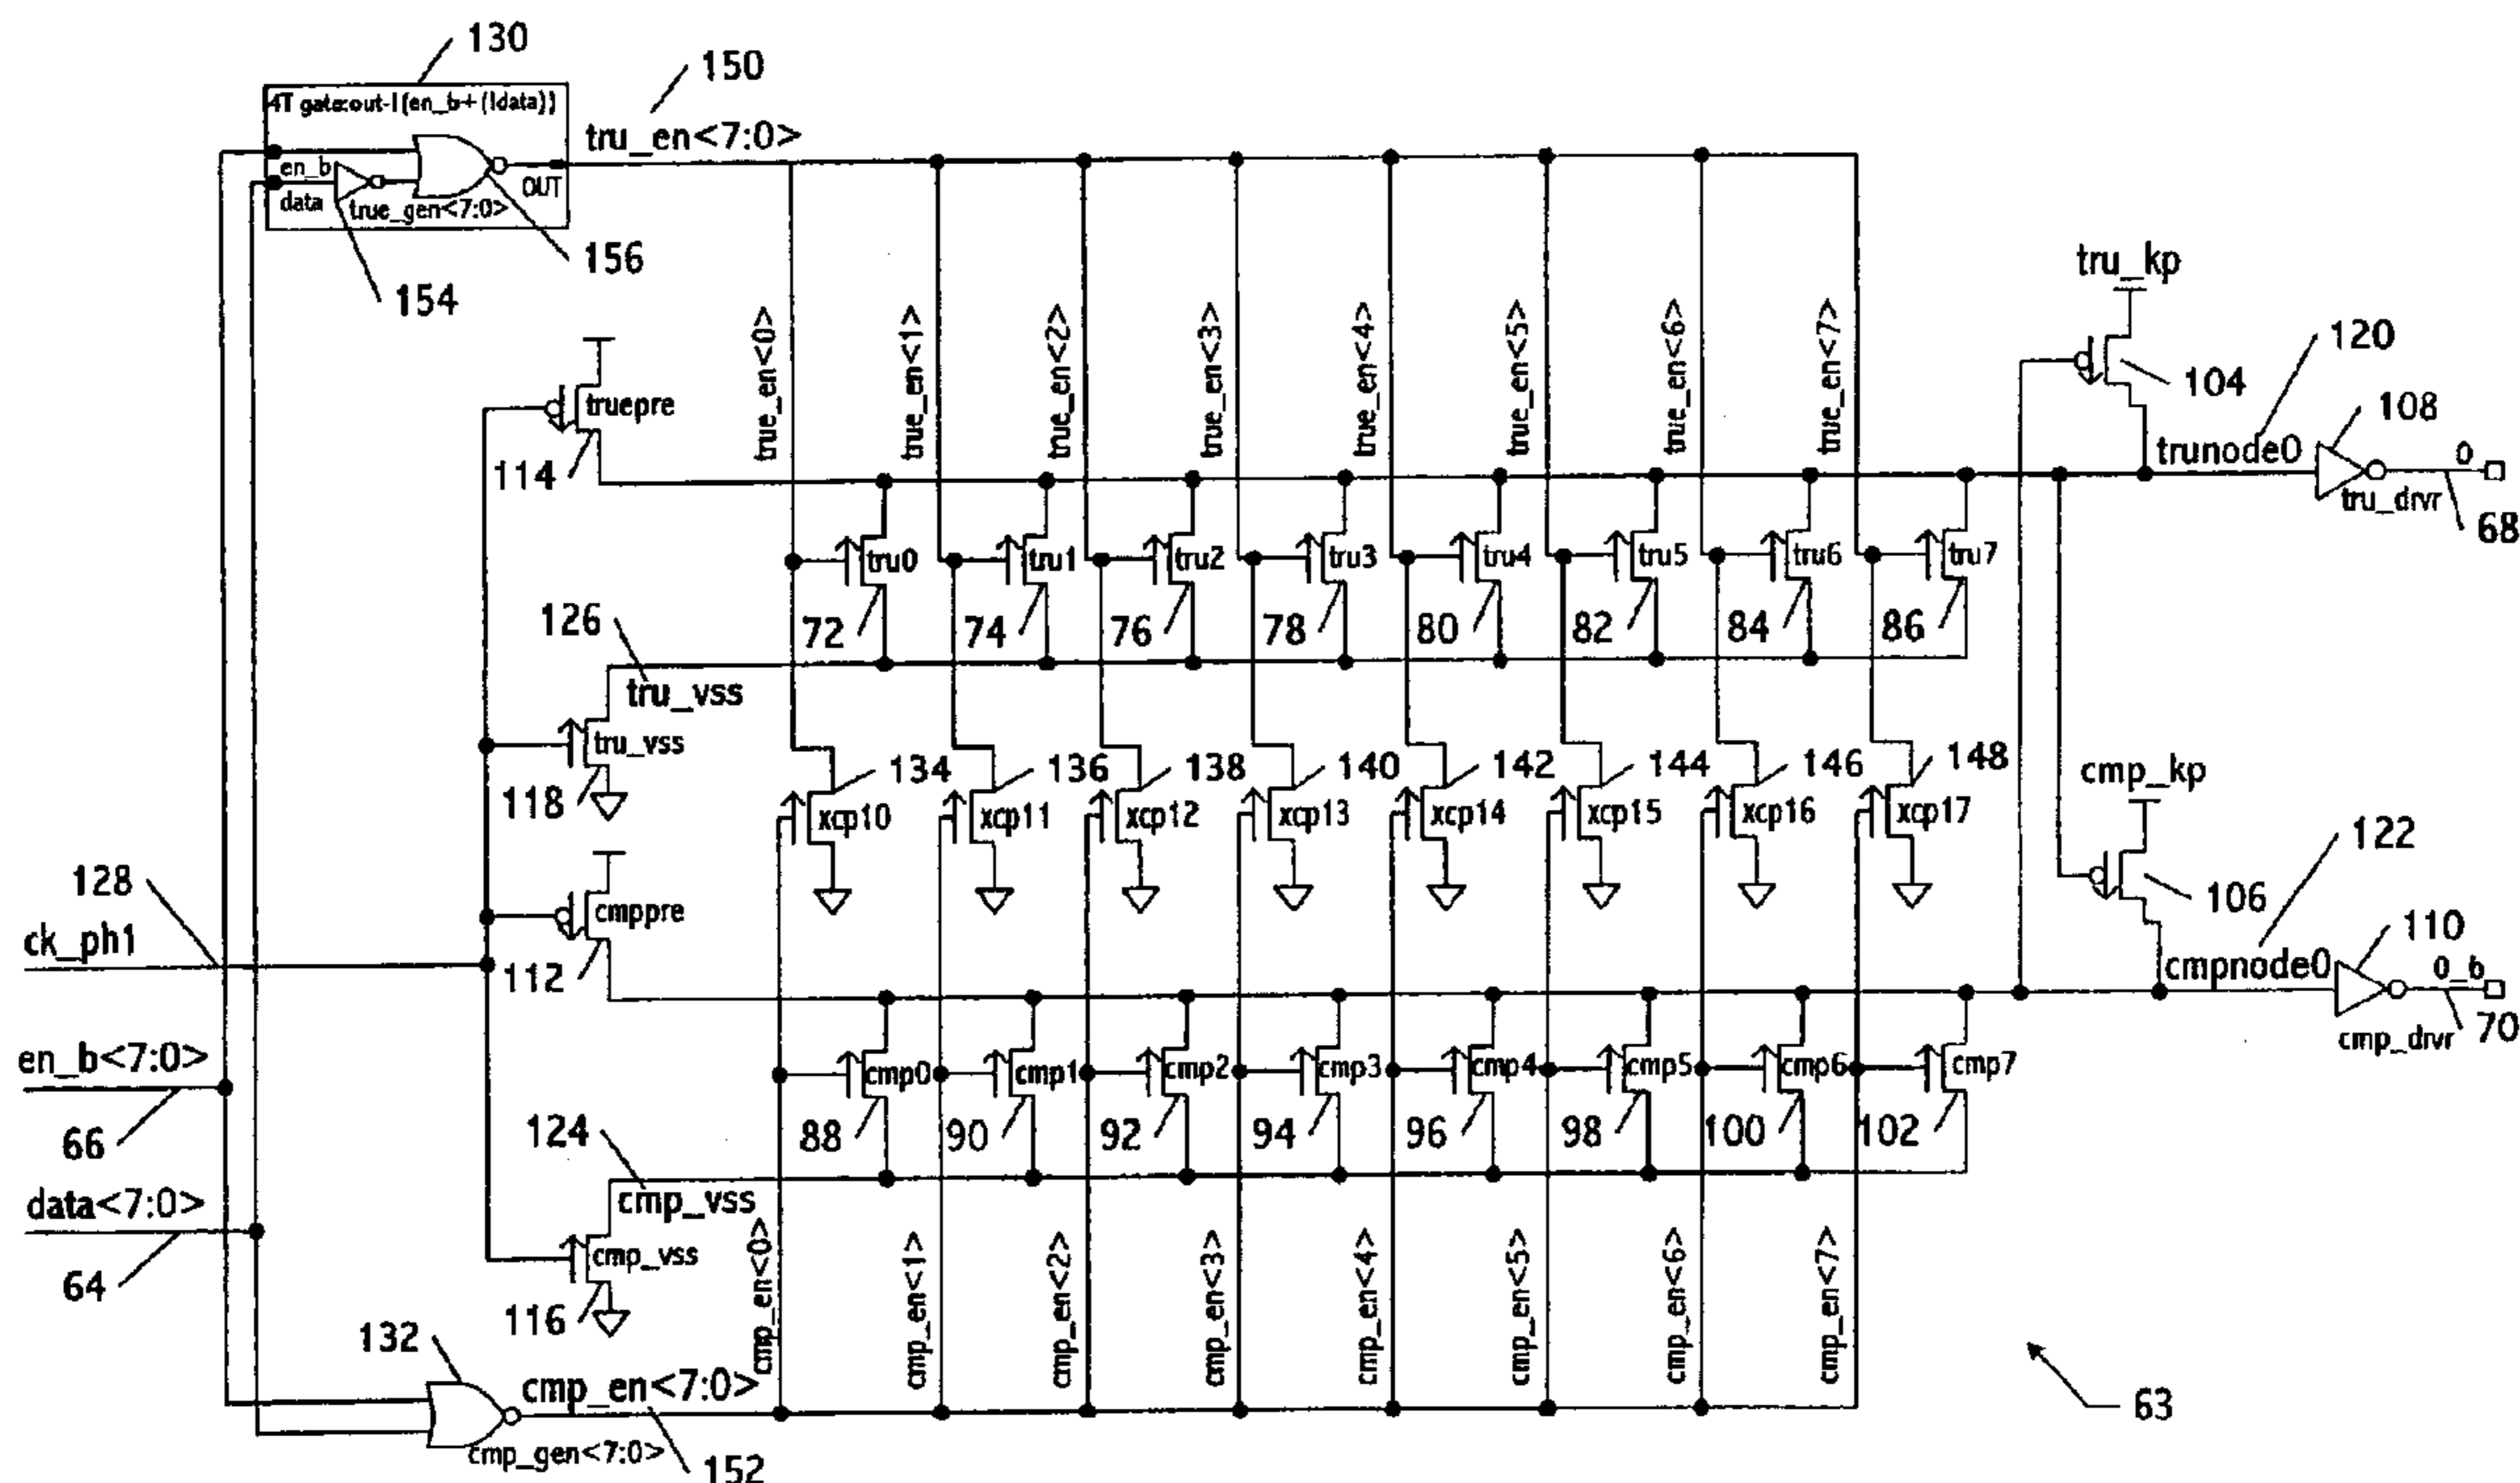 130
150
4T gate:out-!(en_b+(!data))
tru_en<7:0>
en_b
OUT
data
true_gen<7:0>
156
154
tru_kp
true_en<0>
true_en<1>
true_en<2>
true_en<3>
true_en<4>
true_en<5>
true_en<6>
true_en<7>
120
104
truepre
108
114
trunode0
0
tru_drvr
68
tru0
tru1
tru2
tru3
tru4
tru5
tru6
tru7
126
72
74
76
78
80
82
84
86
tru_vss
tru_vss
118
134
136
138
140
142
144
146
148
cmp_kp
xcp10
xcp11
xcp12
xcp13
xcp14
xcp15
xcp16
xcp17
122
128
106
cmppre
110
ck_ph1
112
cmpnode0
0_b
cmp_drvr
70
en_b<7:0>
cmp0
cmp1
cmp2
cmp3
cmp4
cmp5
cmp6
cmp7
66
124
88
90
92
94
96
98
100
102
data<7:0>
cmp_vss
cmp_vss
64
116
cmp_en<0>
cmp_en<1>
cmp_en<2>
cmp_en<3>
cmp_en<4>
cmp_en<5>
cmp_en<6>
cmp_en<7>
132
cmp_en<7:0>
63
cmp_gen<7:0>
152